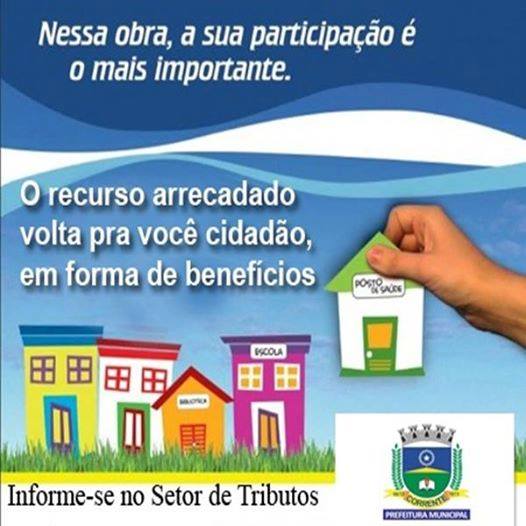 Nessa obra, a sua participação é
o mais importante.
O recurso arrecadado
volta pra você cidadão,
em forma de benefícios
POSTO
DE SAÚDE
ESCOLA
BIBLIOTECA
Informe-se no Setor de Tributos
CORRENTE
PREFEITURA MUNICIPAL